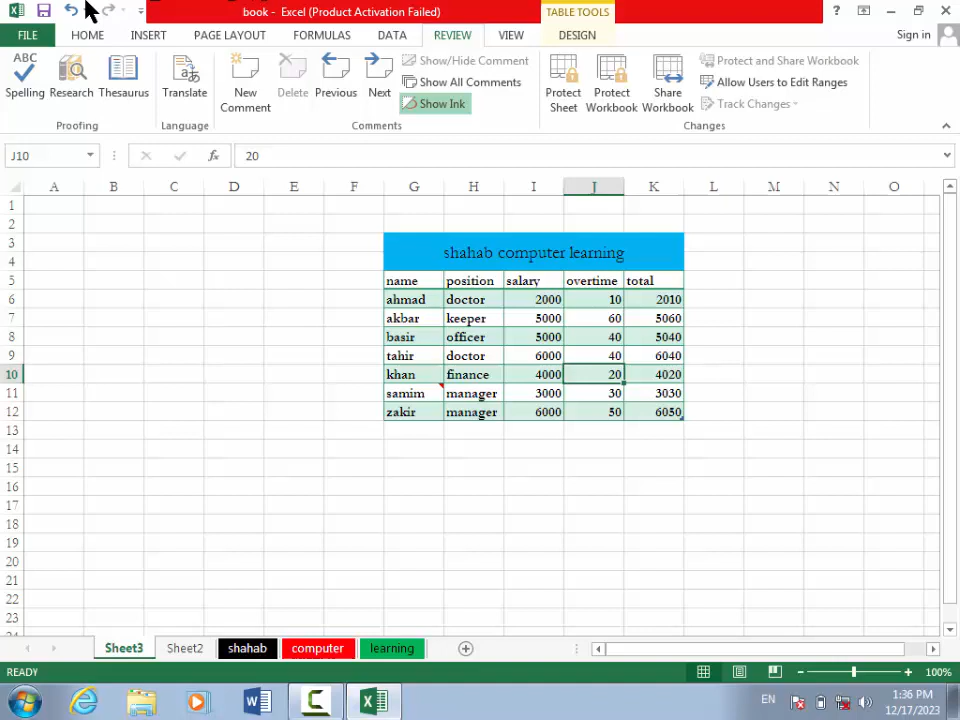 book - Excel (Product Activation Failed)
TABLE TOOLS
FILE HOME INSERT PAGE LAYOUT FORMULAS DATA REVIEW VIEW DESIGN Sign in
ABC
Spelling Research Thesaurus Translate New Comment Delete Previous Next
Show/Hide Comment
Show All Comments
Show Ink
Protect Sheet Protect Workbook Share Workbook
Protect and Share Workbook
Allow Users to Edit Ranges
Track Changes
Proofing Language Comments Changes
J10 fx 20
A B C D E F G H I J K L M N O
1
2
3
shahab computer learning
4
5 name position salary overtime total
6 ahmad doctor 2000 10 2010
7 akbar keeper 5000 60 5060
8 basir officer 5000 40 5040
9 tahir doctor 6000 40 6040
10 khan finance 4000 20 4020
11 samim manager 3000 30 3030
12 zakir manager 6000 50 6050
13
14
15
16
17
18
19
20
21
22
23
Sheet3 Sheet2 shahab computer learning
READY 100%
EN 1:36 PM
12/17/2023